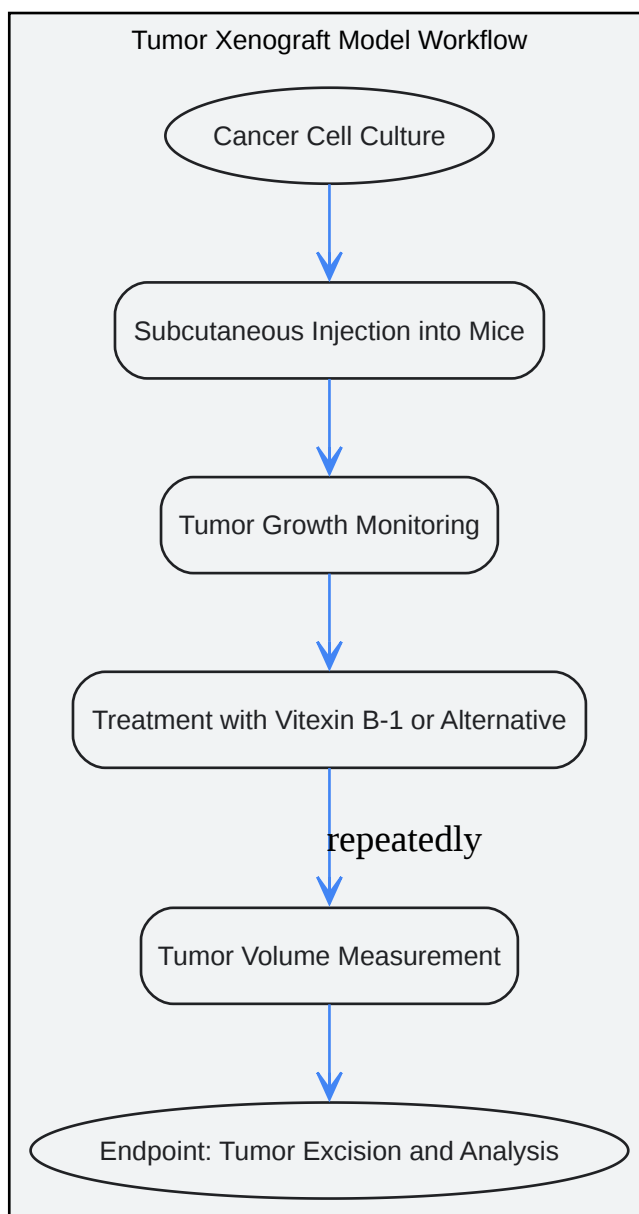 Tumor Xenograft Model Workflow
Cancer Cell Culture
Subcutaneous Injection into Mice
Tumor Growth Monitoring
Treatment with Vitexin B-1 or Alternative
repeatedly
Tumor Volume Measurement
Endpoint: Tumor Excision and Analysis